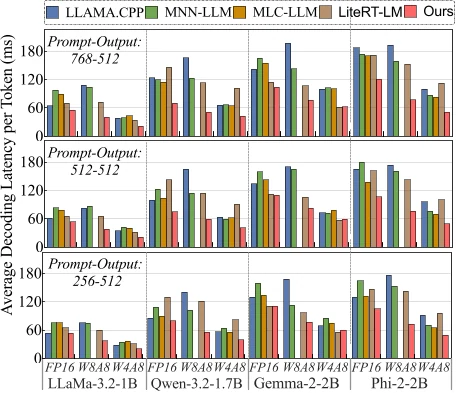 LLAMA.CPP MNN-LLM MLC-LLM LiteRT-LM Ours
Average Decoding Latency per Token (ms)
Prompt-Output:
768-512
180
120
60
0
Prompt-Output:
512-512
180
120
60
0
Prompt-Output:
256-512
180
120
60
0
FP16 W8A8 W4A8 FP16 W8A8 W4A8 FP16 W8A8 W4A8 FP16 W8A8 W4A8
LLaMa-3.2-1B Qwen-3.2-1.7B Gemma-2-2B Phi-2-2B